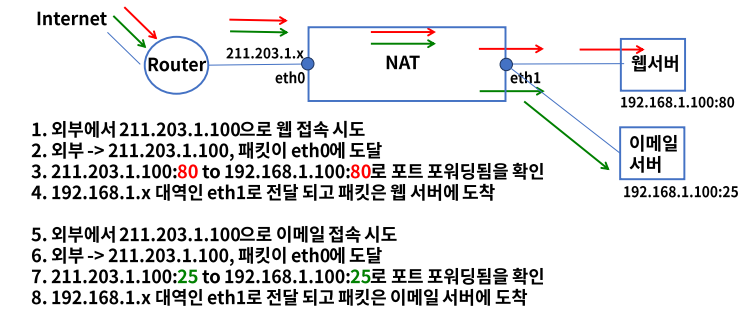 Internet
Router
211.203.1.x
eth0
NAT
eth1
웹서버
192.168.1.100:80
이메일
서버
192.168.1.100:25
1. 외부에서 211.203.1.100으로 웹 접속 시도
2. 외부 -> 211.203.1.100, 패킷이 eth0에 도달
3. 211.203.1.100:80 to 192.168.1.100:80로 포트 포워딩됨을 확인
4. 192.168.1.x 대역인 eth1로 전달 되고 패킷은 웹 서버에 도착
5. 외부에서 211.203.1.100으로 이메일 접속 시도
6. 외부 -> 211.203.1.100, 패킷이 eth0에 도달
7. 211.203.1.100:25 to 192.168.1.100:25로 포트 포워딩됨을 확인
8. 192.168.1.x 대역인 eth1로 전달 되고 패킷은 이메일 서버에 도착